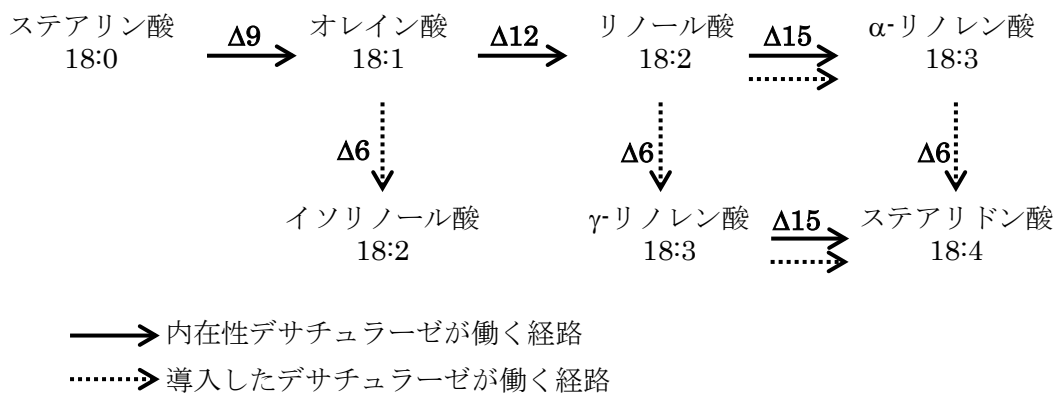 ステアリン酸 Δ9 オレイン酸 Δ12 リノール酸 Δ15 α-リノレン酸
18:0 18:1 18:2 18:3
Δ6 Δ6 Δ6
イソリノール酸 γ-リノレン酸 Δ15 ステアリドン酸
18:2 18:3 18:4
内在性デサチュラーゼが働く経路
導入したデサチュラーゼが働く経路